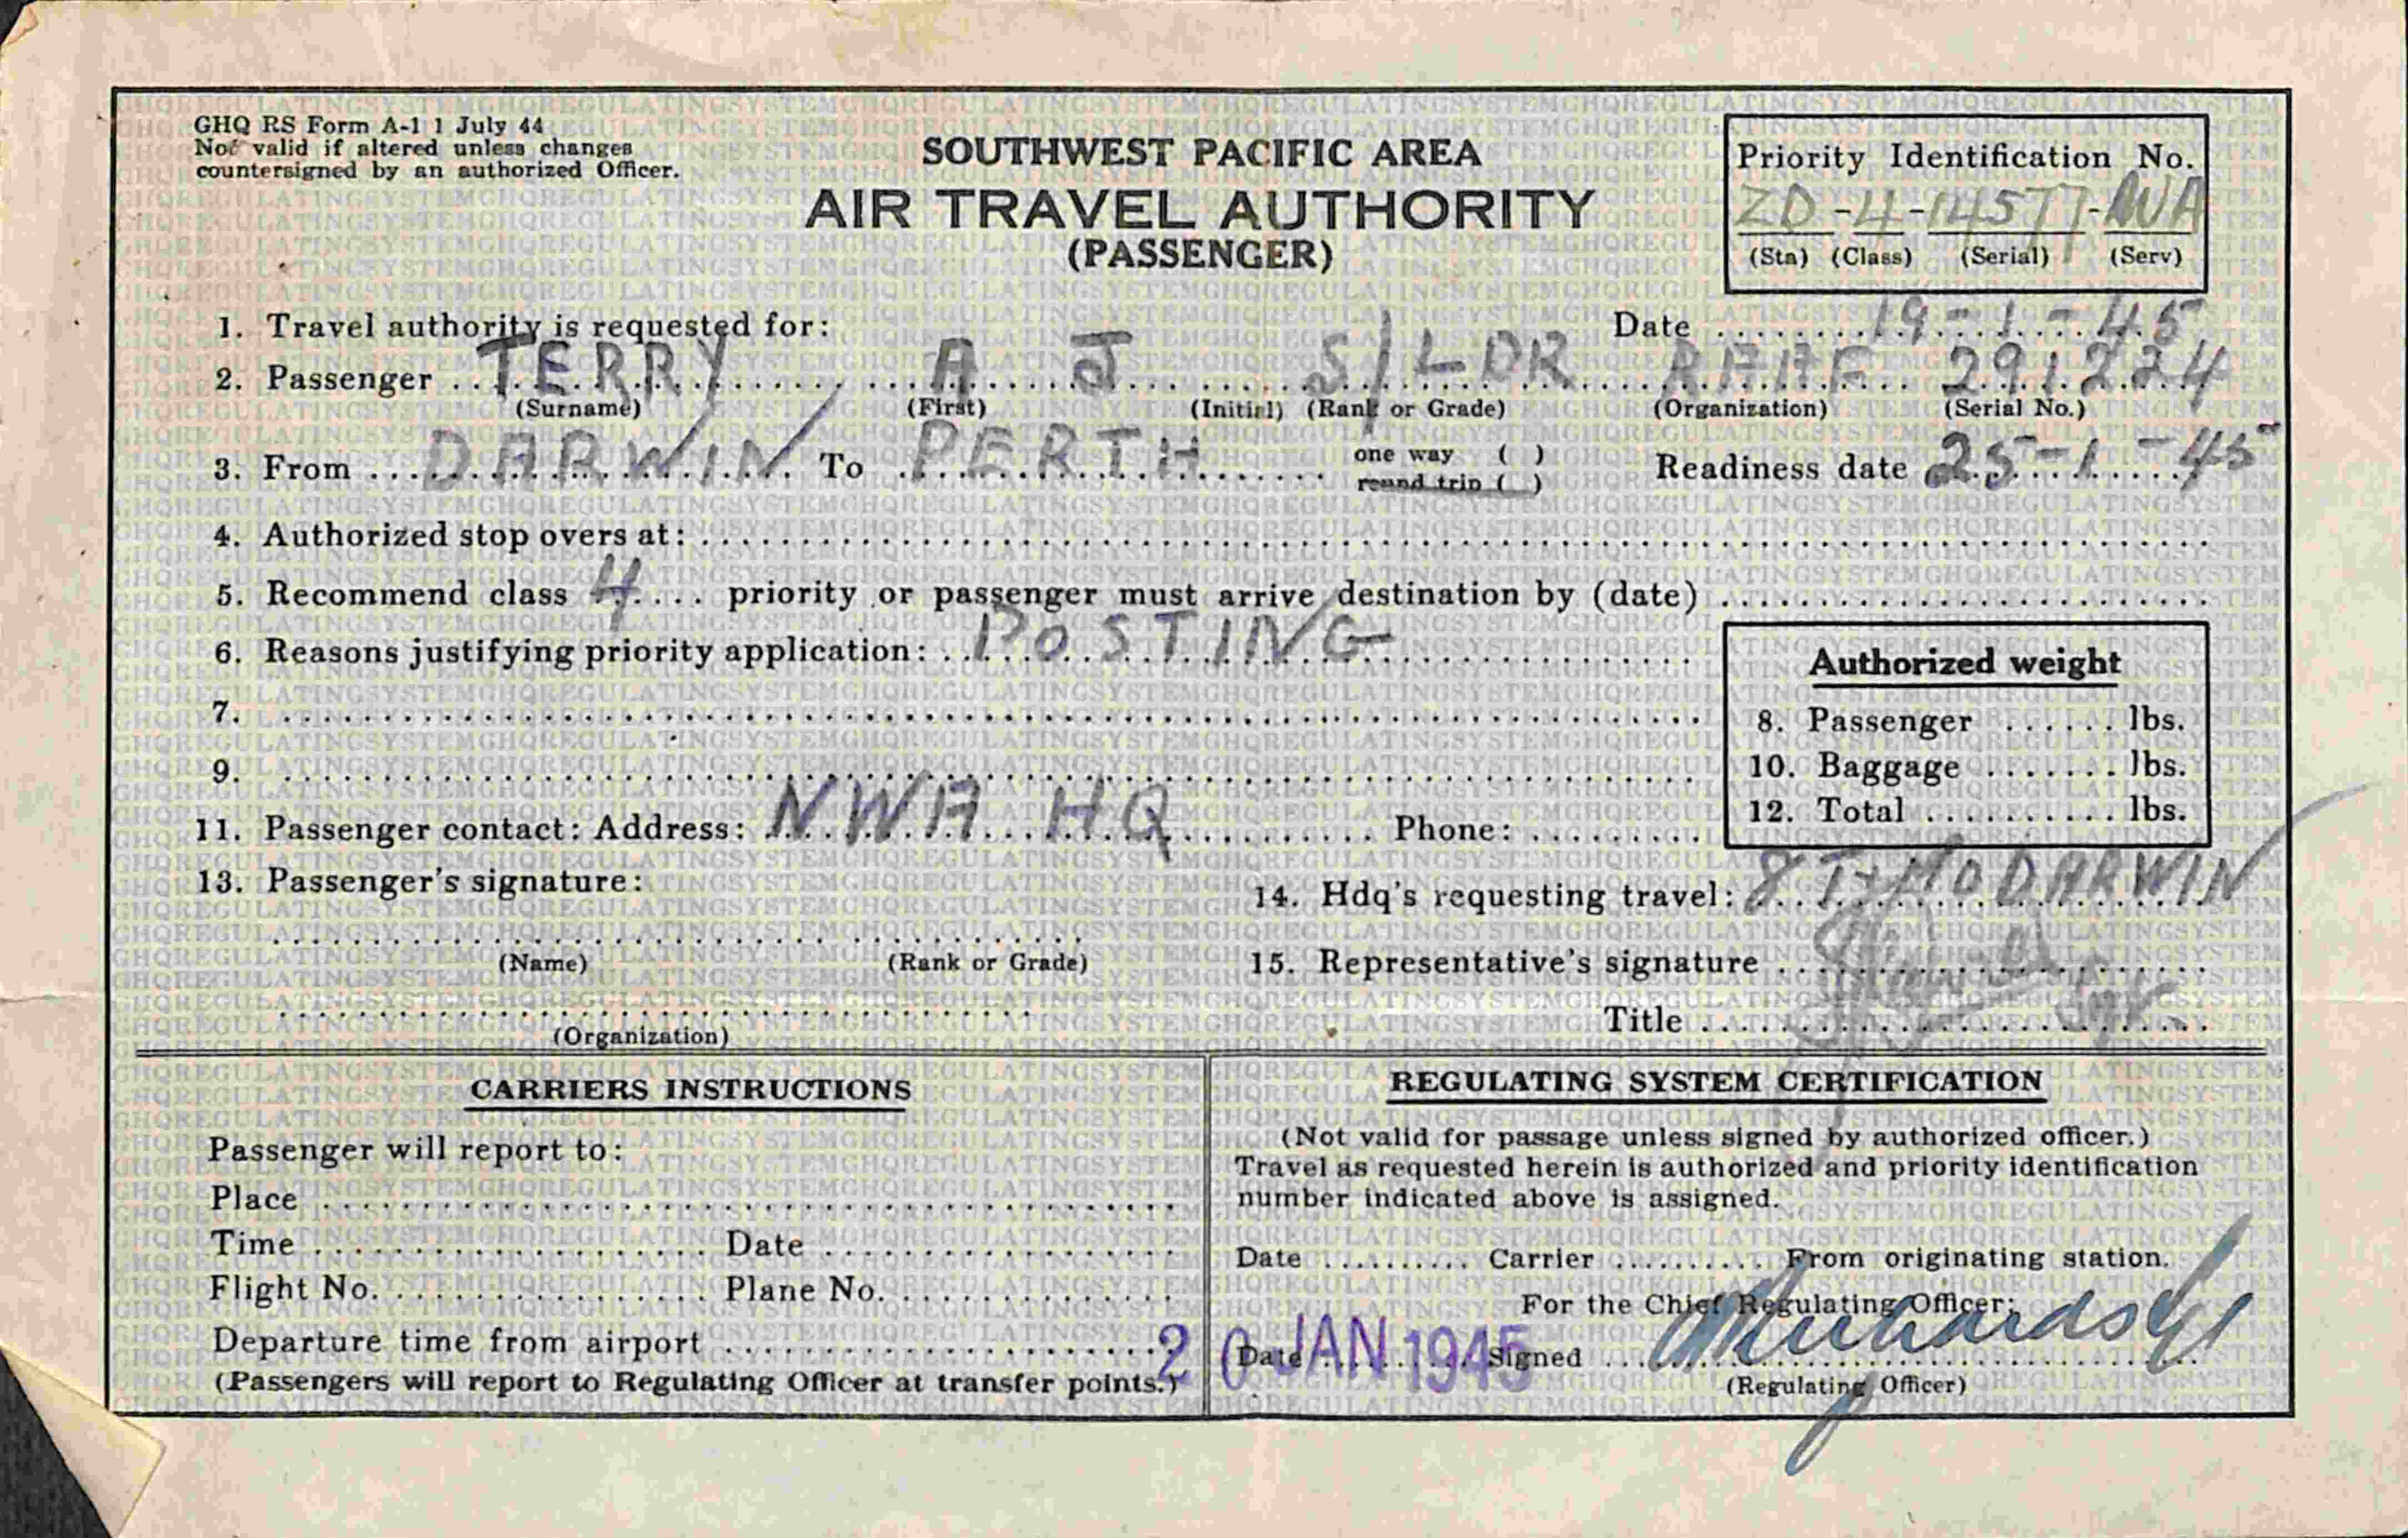 GHQ RS Form A-1 1 July 44
Not valid if altered unless changes
countersigned by an authorized Officer.
SOUTHWEST PACIFIC AREA
AIR TRAVEL AUTHORITY
(PASSENGER)
Priority Identification No.
ZD-4-14577-AWA
(Sta) (Class) (Serial) (Serv)
1. Travel authority is requested for: Date 19-1-45
2. Passenger TERRY A J S/LDR RAAF 291224
(Surname) (First) (Initial) (Rank or Grade) (Organization) (Serial No.)
3. From DARWIN To PERTH one way ( ) Readiness date 25-1-45
round trip ( )
4. Authorized stop overs at:
5. Recommend class 4 priority or passenger must arrive destination by (date)
6. Reasons justifying priority application: POSTING
7.
9.
Authorized weight
8. Passenger ...... lbs.
10. Baggage ....... lbs.
12. Total .......... lbs.
11. Passenger contact: Address: NWA HQ Phone:
13. Passenger's signature:
(Name) (Rank or Grade)
(Organization)
14. Hdq's requesting travel: 8 T+MO DARWIN
15. Representative's signature
Title
CARRIERS INSTRUCTIONS
Passenger will report to:
Place
Time Date
Flight No. Plane No.
Departure time from airport
(Passengers will report to Regulating Officer at transfer points.)
REGULATING SYSTEM CERTIFICATION
(Not valid for passage unless signed by authorized officer.)
Travel as requested herein is authorized and priority identification
number indicated above is assigned.
Date .......... Carrier .......... From originating station.
For the Chief Regulating Officer:
20 JAN 1945
Date Signed
(Regulating Officer)